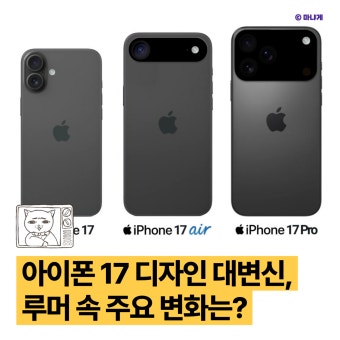 © 마나게
17
iPhone 17 air
iPhone 17 Pro
아이폰 17 디자인 대변신,
루머 속 주요 변화는?